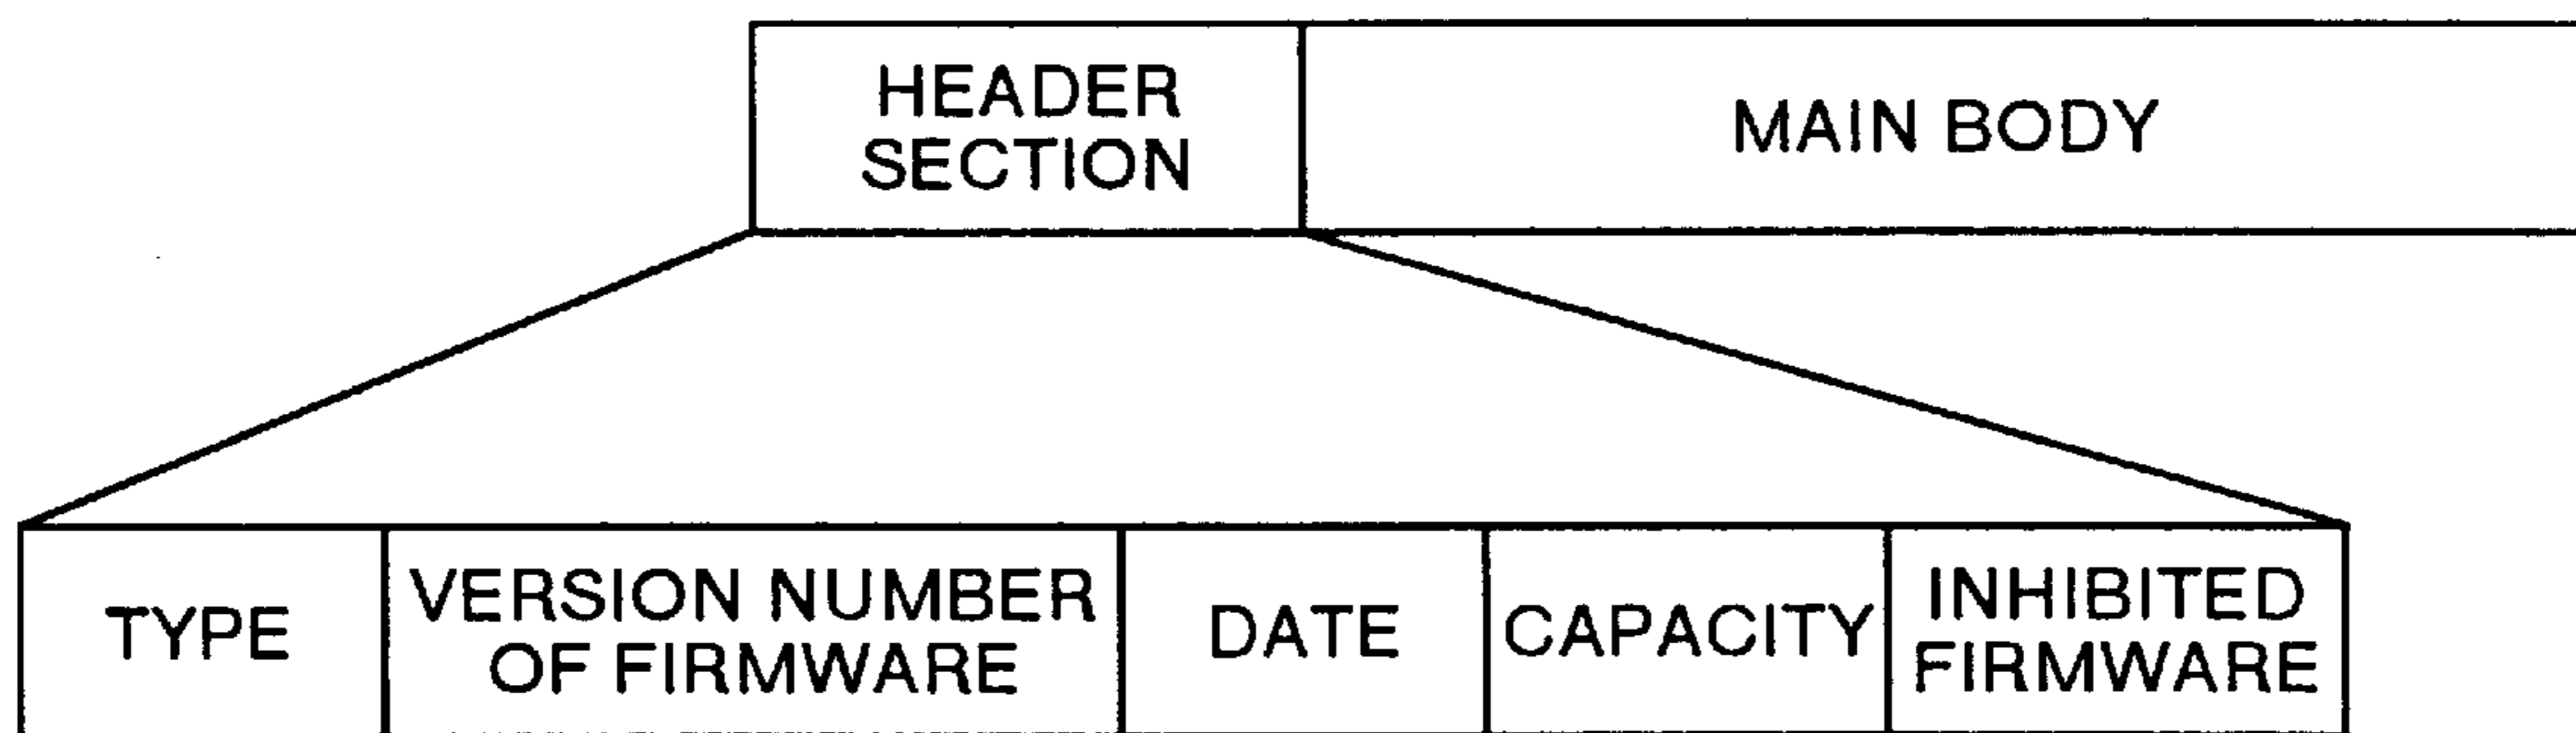 HEADER
SECTION
MAIN BODY
TYPE
VERSION NUMBER
OF FIRMWARE
DATE
CAPACITY
INHIBITED
FIRMWARE